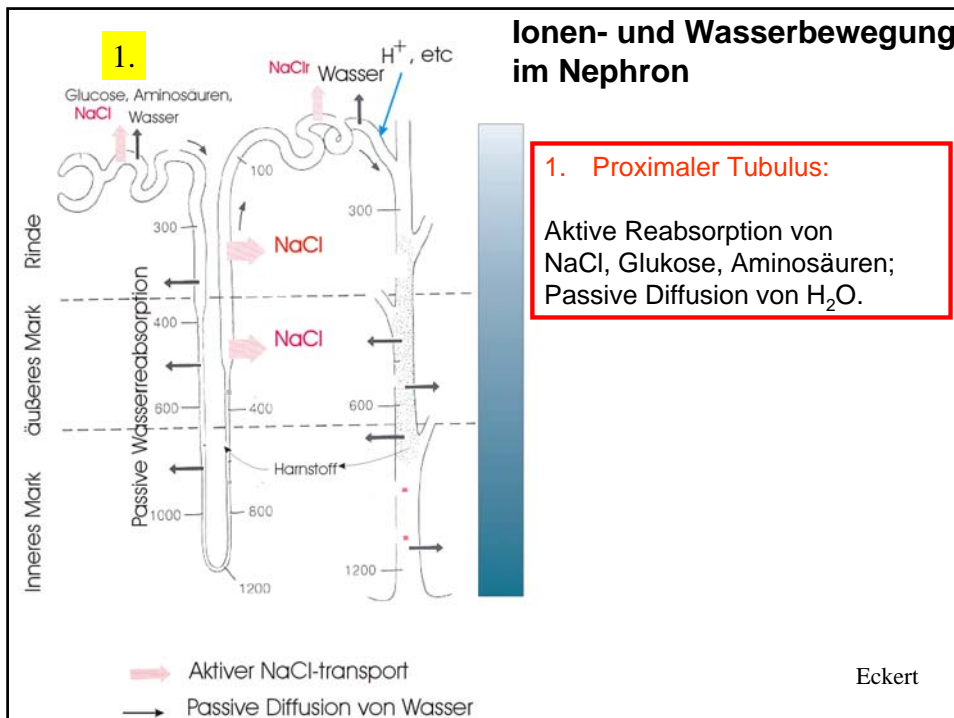 Ionen- und Wasserbewegung
im Nephron
1.
Glucose, Aminosäuren,
NaCl
Wasser
NaClr
Wasser
H+, etc
1. Proximaler Tubulus:
Aktive Reabsorption von
NaCl, Glukose, Aminosäuren;
Passive Diffusion von H2O.
Rinde
äußeres Mark
Inneres Mark
Passive Wasserreabsorption
300
400
600
1000
1200
100
NaCl
NaCl
400
800
Harnstoff
300
600
1200
Aktiver NaCl-transport
Passive Diffusion von Wasser
Eckert